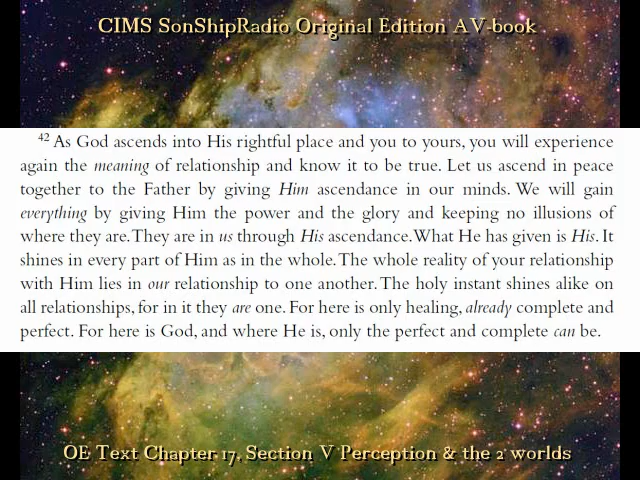 CIMS SonShipRadio Original Edition AV-book
42 As God ascends into His rightful place and you to yours, you will experience
again the meaning of relationship and know it to be true. Let us ascend in peace
together to the Father by giving Him ascendance in our minds. We will gain
everything by giving Him the power and the glory and keeping no illusions of
where they are. They are in us through His ascendance. What He has given is His. It
shines in every part of Him as in the whole. The whole reality of your relationship
with Him lies in our relationship to one another. The holy instant shines alike on
all relationships, for in it they are one. For here is only healing, already complete and
perfect. For here is God, and where He is, only the perfect and complete can be.
OE Text Chapter 17, Section V Perception & the 2 worlds